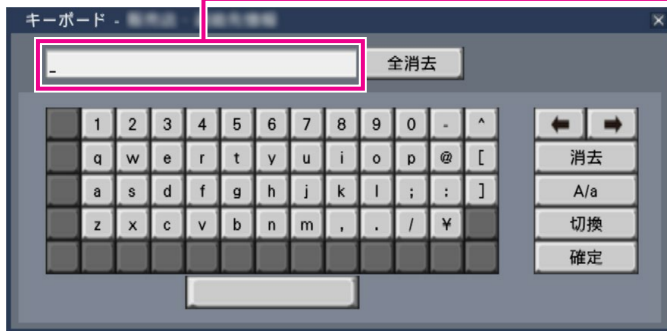 キーボード -
_
全消去
1 2 3 4 5 6 7 8 9 0 - ^
q w e r t y u i o p @ [
a s d f g h j k l ; : ]
z x c v b n m , . / ¥
← →
消去
A/a
切換
確定
×